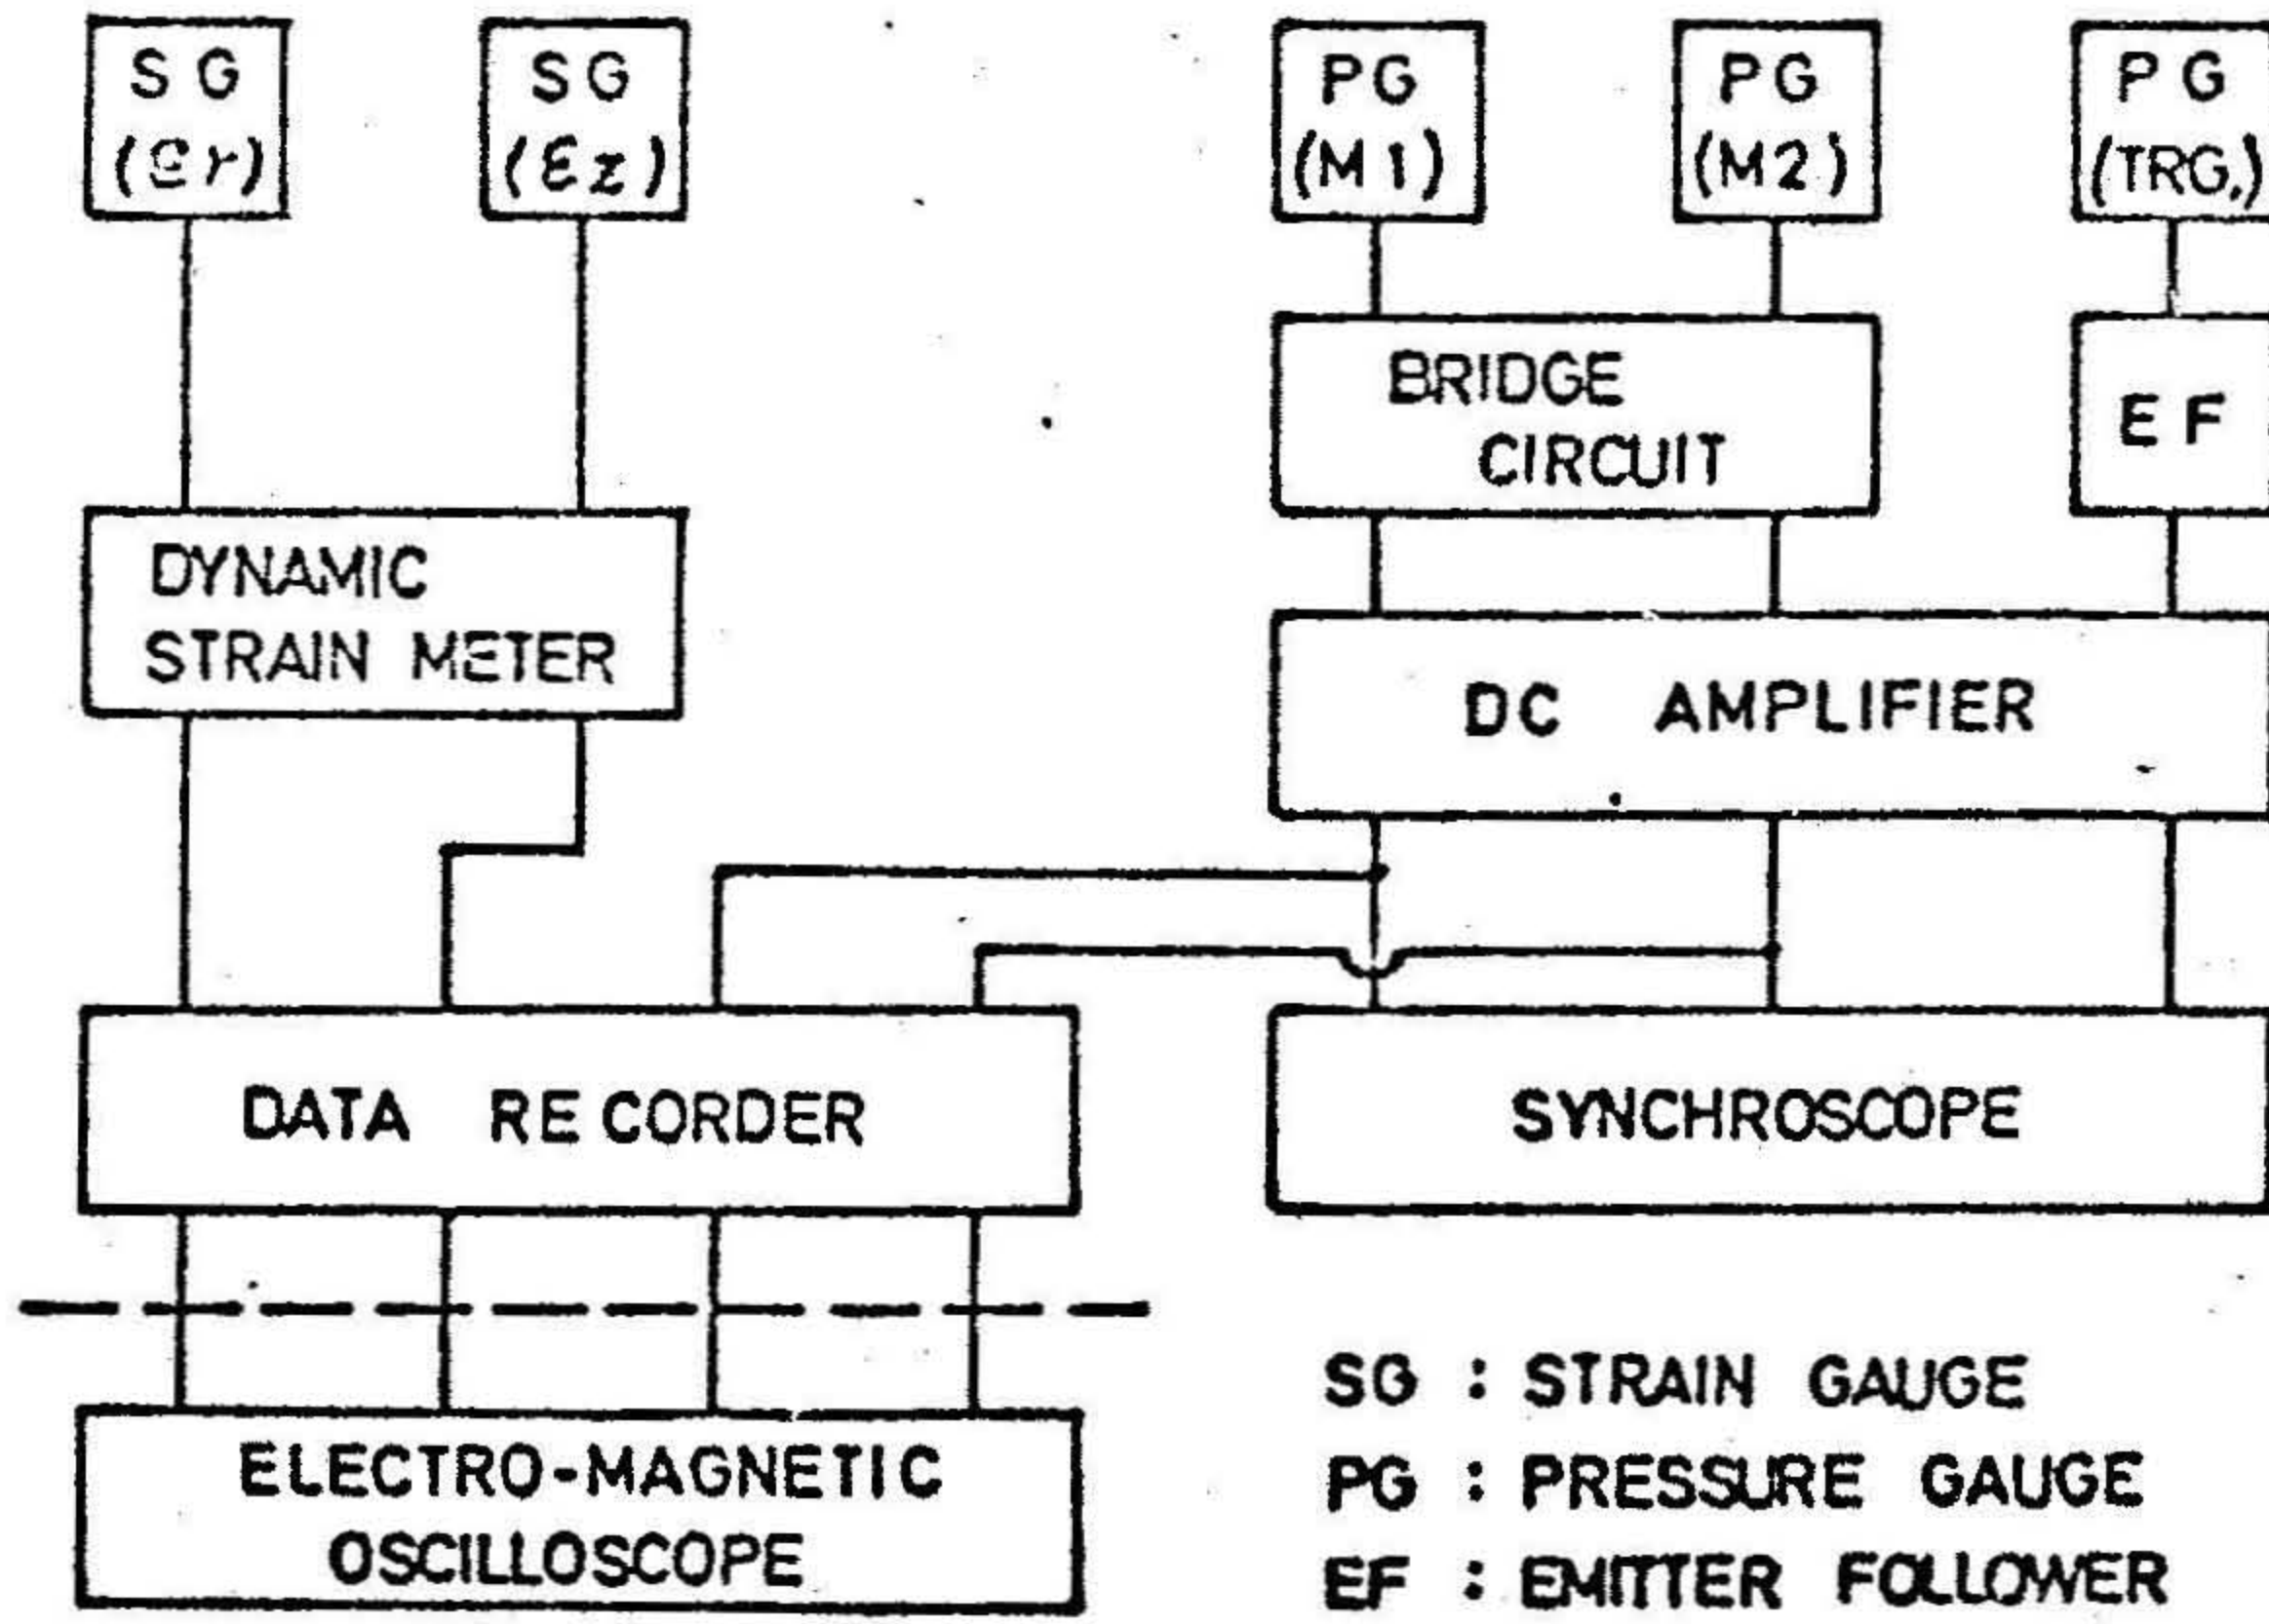 SG
(εr)
SG
(εz)
PG
(M1)
PG
(M2)
PG
(TRG.)
BRIDGE
CIRCUIT
EF
DYNAMIC
STRAIN METER
DC AMPLIFIER
DATA RECORDER
SYNCHROSCOPE
ELECTRO-MAGNETIC
OSCILLOSCOPE
SG : STRAIN GAUGE
PG : PRESSURE GAUGE
EF : EMITTER FOLLOWER